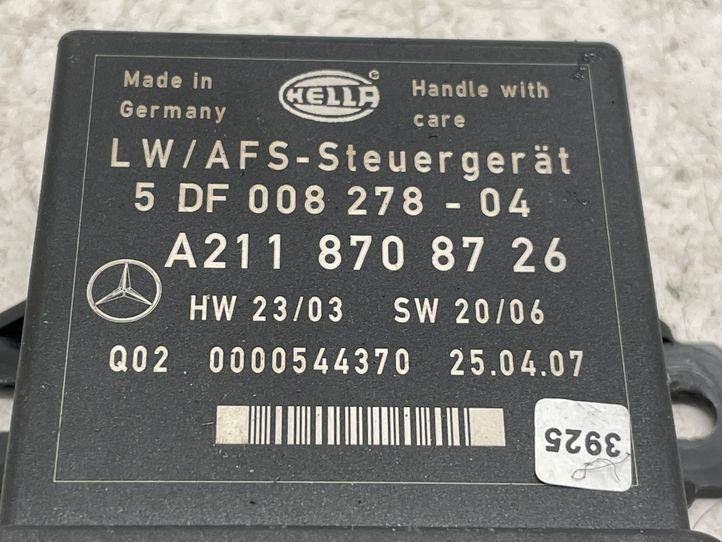 Made in
Germany
HELLA
©
Handle with
care
LW/AFS-Steuergerät
5 DF 008 278 - 04
A211 870 87 26
HW 23/03 SW 20/06
Q02 0000544370 25.04.07
3925